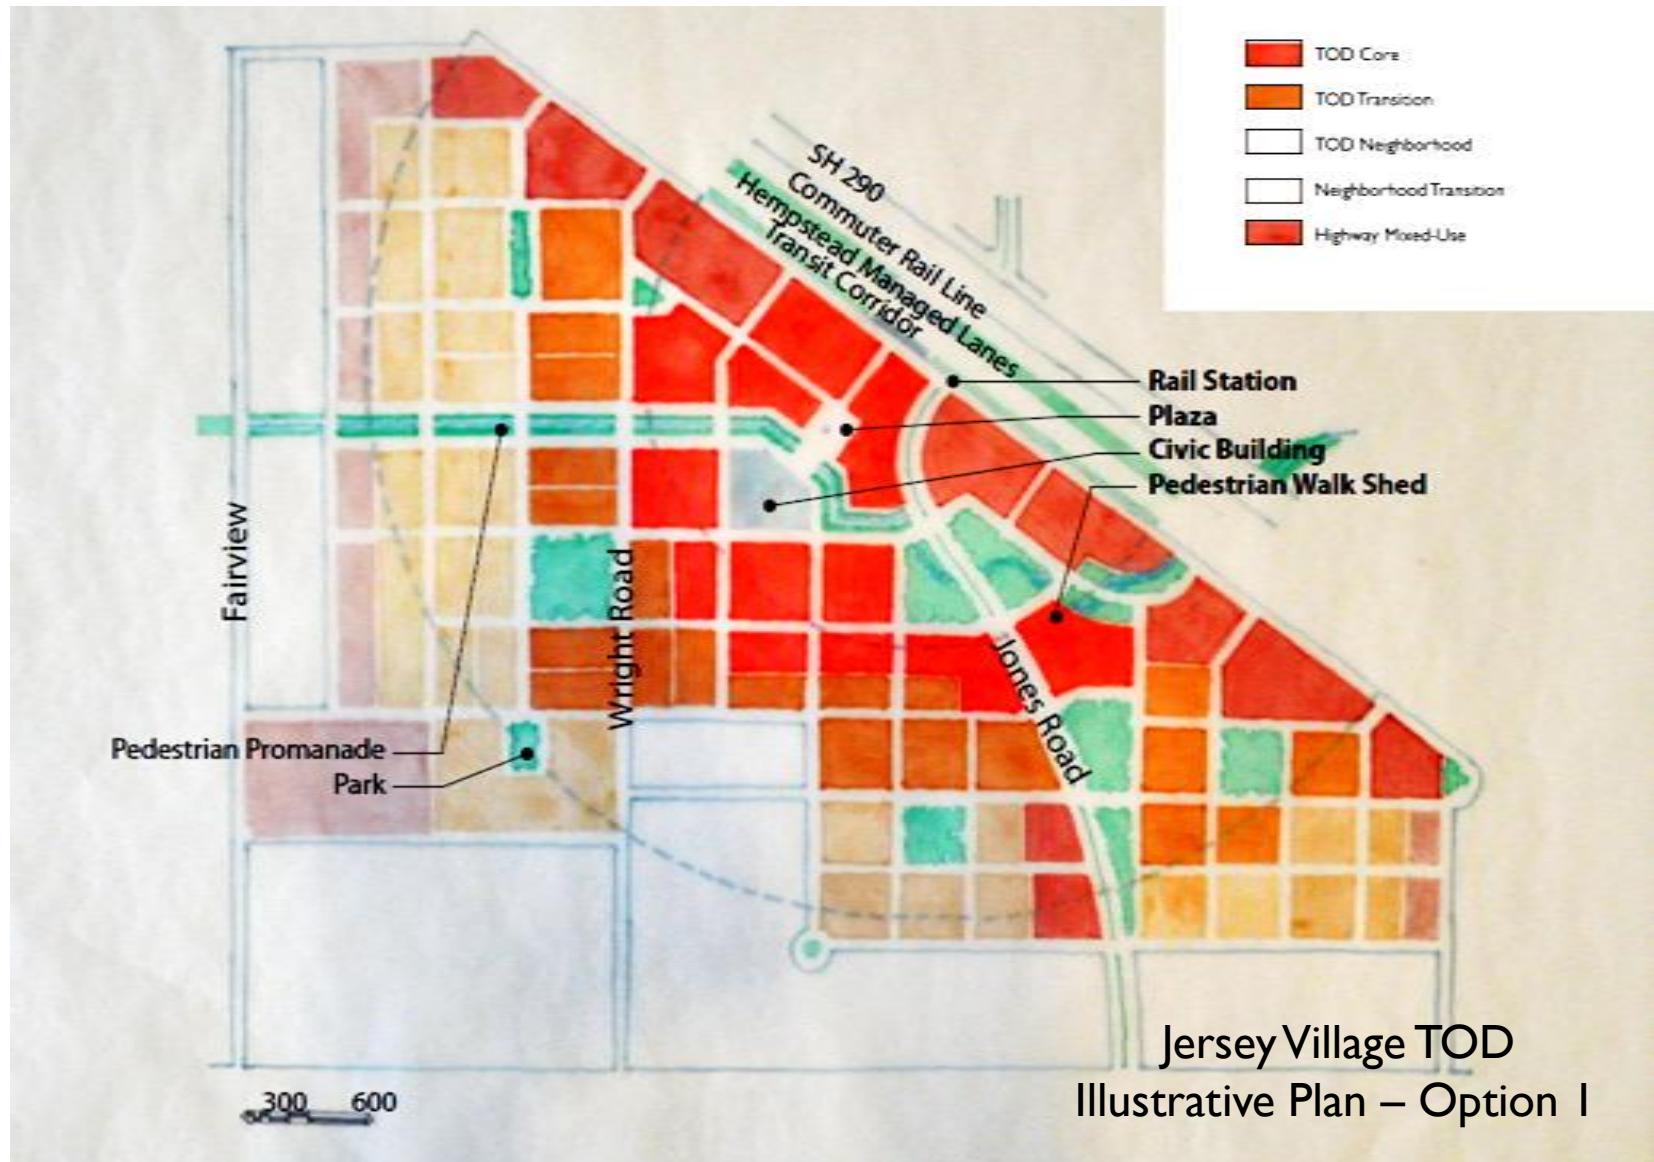 TOD Core
TOD Transition
TOD Neighborhood
Neighborhood Transition
Highway Mixed-Use
SH 290
Commuter Rail Line
Hempstead Managed Lanes
Transit Corridor
Rail Station
Plaza
Civic Building
Pedestrian Walk Shed
Fairview
Wright Road
Jones Road
Pedestrian Promanade
Park
300 600
Jersey Village TOD
Illustrative Plan – Option 1